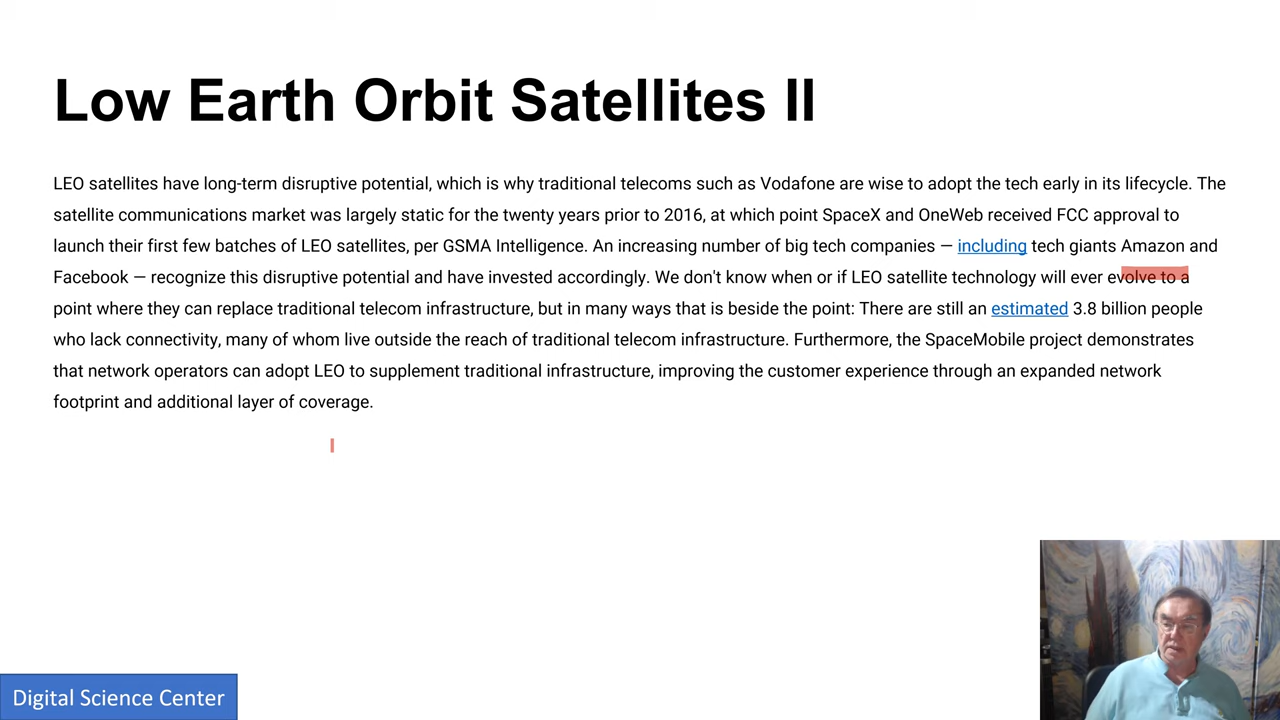 Low Earth Orbit Satellites II
LEO satellites have long-term disruptive potential, which is why traditional telecoms such as Vodafone are wise to adopt the tech early in its lifecycle. The
satellite communications market was largely static for the twenty years prior to 2016, at which point SpaceX and OneWeb received FCC approval to
launch their first few batches of LEO satellites, per GSMA Intelligence. An increasing number of big tech companies — including tech giants Amazon and
Facebook — recognize this disruptive potential and have invested accordingly. We don't know when or if LEO satellite technology will ever evolve to a
point where they can replace traditional telecom infrastructure, but in many ways that is beside the point: There are still an estimated 3.8 billion people
who lack connectivity, many of whom live outside the reach of traditional telecom infrastructure. Furthermore, the SpaceMobile project demonstrates
that network operators can adopt LEO to supplement traditional infrastructure, improving the customer experience through an expanded network
footprint and additional layer of coverage.
Digital Science Center